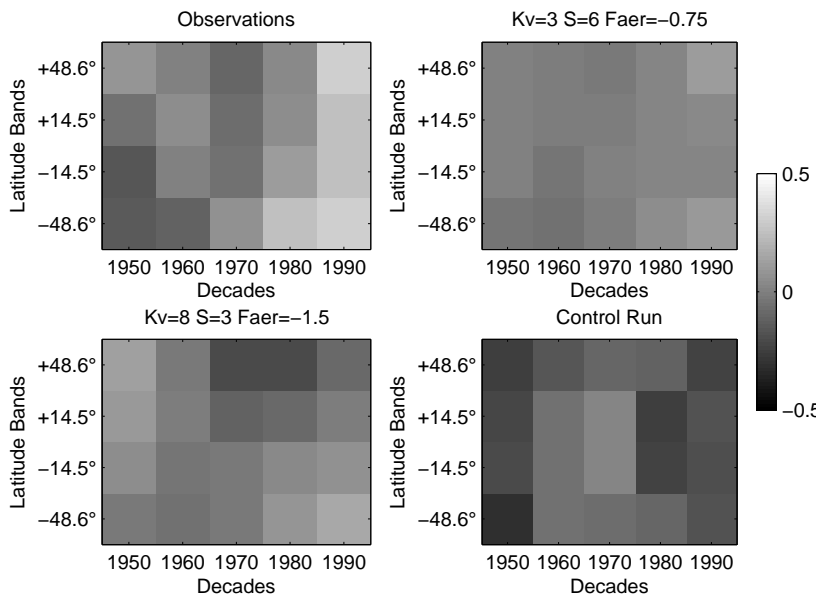 Observations
Latitude Bands
+48.6°
+14.5°
−14.5°
−48.6°
1950 1960 1970 1980 1990
Decades
Kv=3 S=6 Faer=−0.75
Latitude Bands
+48.6°
+14.5°
−14.5°
−48.6°
1950 1960 1970 1980 1990
Decades
0.5
0
−0.5
Kv=8 S=3 Faer=−1.5
Latitude Bands
+48.6°
+14.5°
−14.5°
−48.6°
1950 1960 1970 1980 1990
Decades
Control Run
Latitude Bands
+48.6°
+14.5°
−14.5°
−48.6°
1950 1960 1970 1980 1990
Decades